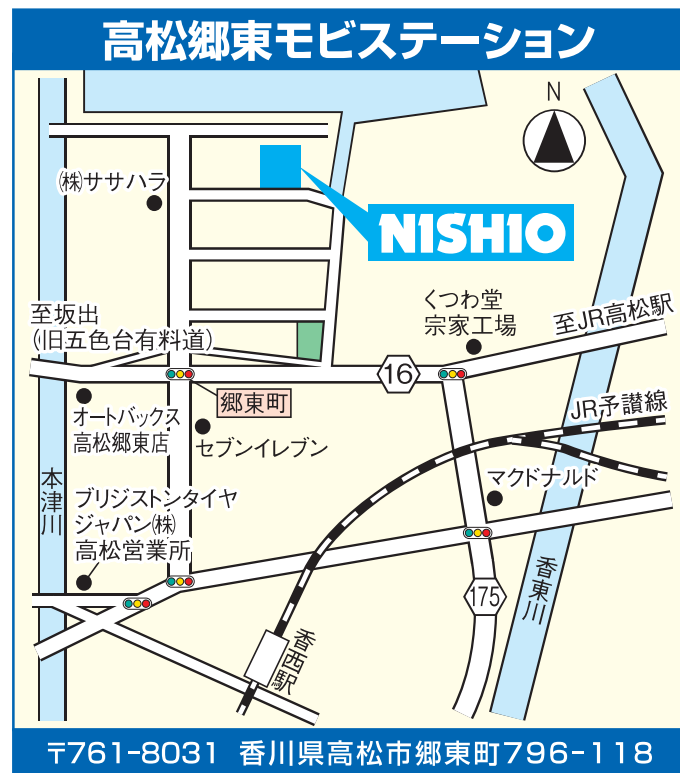 高松郷東モビステーション
N
㈱ササハラ
NISHIO
くつわ堂
宗家工場
至JR高松駅
至坂出
(旧五色台有料道)
16
郷東町
JR予讃線
オートバックス
高松郷東店
セブンイレブン
マクドナルド
本津川
ブリジストンタイヤ
ジャパン㈱
高松営業所
香東川
175
香西駅
〒761-8031 香川県高松市郷東町796-118